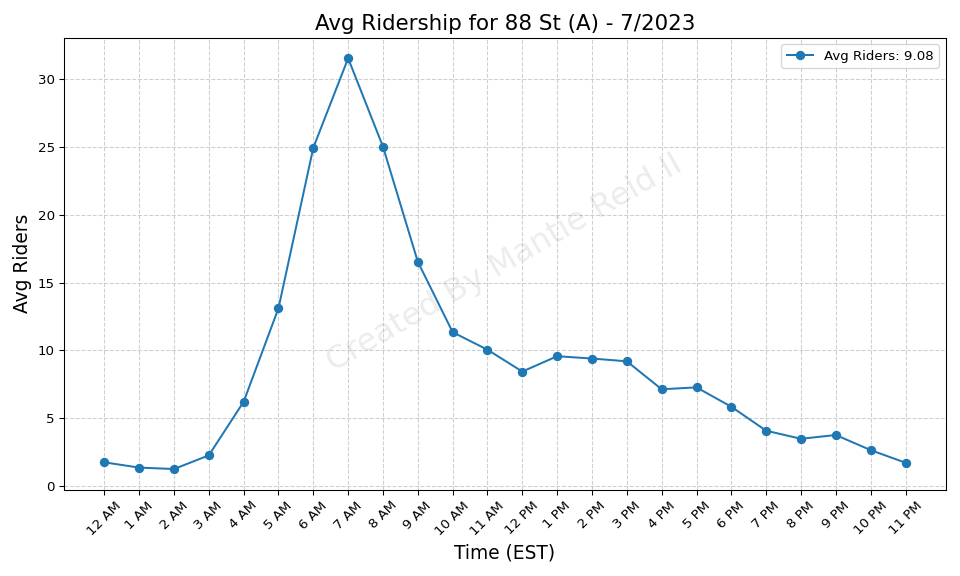 Avg Ridership for 88 St (A) - 7/2023
Avg Riders: 9.08
Avg Riders
30
25
20
15
10
5
0
Created By Mantie Reid II
12 AM
1 AM
2 AM
3 AM
4 AM
5 AM
6 AM
7 AM
8 AM
9 AM
10 AM
11 AM
12 PM
1 PM
2 PM
3 PM
4 PM
5 PM
6 PM
7 PM
8 PM
9 PM
10 PM
11 PM
Time (EST)